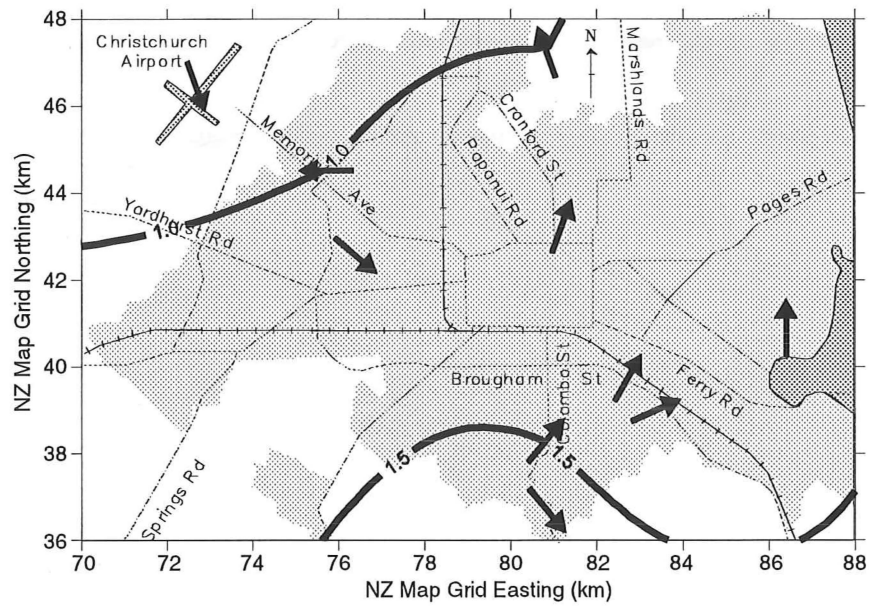 48
46
44
42
40
38
36
NZ Map Grid Northing (km)
Christchurch
Airport
N
Marshlands Rd
Cranford St
Papanui Rd
Memorial
Ave
1.0
Yardhurst Rd
1.0
Pages Rd
Brougham St
Colombo St
Ferry Rd
Springs Rd
1.5
1.5
70 72 74 76 78 80 82 84 86 88
NZ Map Grid Easting (km)